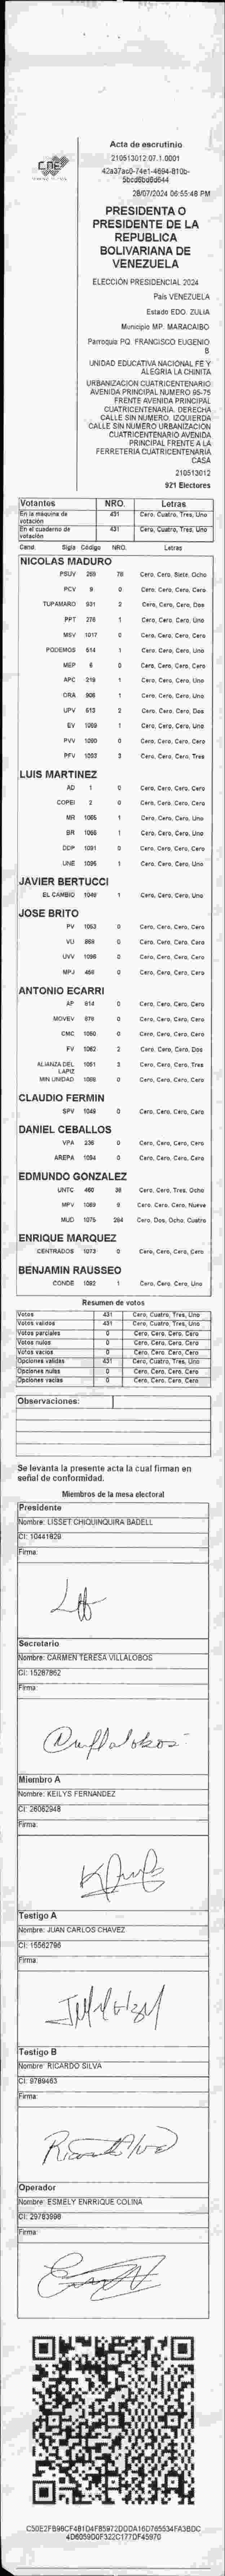 CNE
Acta de escrutinio
210513012.07.1.0001
42a37ac0-74e1-4694-810b-
5bcd6bd6d644
28/07/2024 06:55:48 PM
PRESIDENTA O
PRESIDENTE DE LA
REPUBLICA
BOLIVARIANA DE
VENEZUELA
ELECCIÓN PRESIDENCIAL 2024
País VENEZUELA
Estado EDO. ZULIA
Municipio MP. MARACAIBO
Parroquia PQ. FRANCISCO EUGENIO
B
UNIDAD EDUCATIVA NACIONAL FE Y
ALEGRIA LA CHINITA
URBANIZACIÓN CUATRICENTENARIO
AVENIDA PRINCIPAL NUMERO 95-75
FRENTE AVENIDA PRINCIPAL
CUATRICENTENARIA. DERECHA
CALLE SIN NUMERO. IZQUIERDA
CALLE SIN NUMERO URBANIZACION
CUATRICENTENARIO AVENIDA
PRINCIPAL FRENTE A LA
FERRETERIA CUATRICENTENARIA
CASA
210513012
921 Electores
Votantes NRO. Letras
En la máquina de votación 431 Cero, Cuatro, Tres, Uno
En el cuaderno de votación 431 Cero, Cuatro, Tres, Uno
Cand. Sigla Código NRO. Letras
NICOLAS MADURO
PSUV 269 78 Cero, Cero, Siete, Ocho
PCV 9 0 Cero, Cero, Cero, Cero
TUPAMARO 931 2 Cero, Cero, Cero, Dos
PPT 276 1 Cero, Cero, Cero, Uno
MSV 1017 0 Cero, Cero, Cero, Cero
PODEMOS 514 1 Cero, Cero, Cero, Uno
MEP 6 0 Cero, Cero, Cero, Cero
APC 219 1 Cero, Cero, Cero, Uno
ORA 906 1 Cero, Cero, Cero, Uno
UPV 613 2 Cero, Cero, Cero, Dos
EV 1059 1 Cero, Cero, Cero, Uno
PVV 1090 0 Cero, Cero, Cero, Cero
PFV 1093 3 Cero, Cero, Cero, Tres
LUIS MARTINEZ
AD 1 0 Cero, Cero, Cero, Cero
COPEI 2 0 Cero, Cero, Cero, Cero
MR 1065 1 Cero, Cero, Cero, Uno
BR 1066 1 Cero, Cero, Cero, Uno
DDP 1091 0 Cero, Cero, Cero, Cero
UNE 1095 1 Cero, Cero, Cero, Uno
JAVIER BERTUCCI
EL CAMBIO 1046 1 Cero, Cero, Cero, Uno
JOSE BRITO
PV 1053 0 Cero, Cero, Cero, Cero
VU 868 0 Cero, Cero, Cero, Cero
UVV 1096 0 Cero, Cero, Cero, Cero
MPJ 456 0 Cero, Cero, Cero, Cero
ANTONIO ECARRI
AP 814 0 Cero, Cero, Cero, Cero
MOVEV 879 0 Cero, Cero, Cero, Cero
CMC 1050 0 Cero, Cero, Cero, Cero
FV 1062 2 Cero, Cero, Cero, Dos
ALIANZA DEL LAPIZ 1051 3 Cero, Cero, Cero, Tres
MIN UNIDAD 1088 0 Cero, Cero, Cero, Cero
CLAUDIO FERMIN
SPV 1049 0 Cero, Cero, Cero, Cero
DANIEL CEBALLOS
VPA 236 0 Cero, Cero, Cero, Cero
AREPA 1094 0 Cero, Cero, Cero, Cero
EDMUNDO GONZALEZ
UNTC 460 38 Cero, Cero, Tres, Ocho
MPV 1069 9 Cero, Cero, Cero, Nueve
MUD 1075 284 Cero, Dos, Ocho, Cuatro
ENRIQUE MARQUEZ
CENTRADOS 1073 0 Cero, Cero, Cero, Cero
BENJAMIN RAUSSEO
CONDE 1082 1 Cero, Cero, Cero, Uno
Resumen de votos
Votos 431 Cero, Cuatro, Tres, Uno
Votos válidos 431 Cero, Cuatro, Tres, Uno
Votos parciales 0 Cero, Cero, Cero, Cero
Votos nulos 0 Cero, Cero, Cero, Cero
Votos vacíos 0 Cero, Cero, Cero, Cero
Opciones válidas 431 Cero, Cuatro, Tres, Uno
Opciones nulas 0 Cero, Cero, Cero, Cero
Opciones vacías 0 Cero, Cero, Cero, Cero
Observaciones:
Se levanta la presente acta la cual firman en
señal de conformidad.
Miembros de la mesa electoral
Presidente
Nombre: LISSET CHIQUINQUIRA BADELL
CI: 10441829
Firma:
Secretario
Nombre: CARMEN TERESA VILLALOBOS
CI: 15287862
Firma:
Miembro A
Nombre: KEILYS FERNANDEZ
CI: 26062948
Firma:
Testigo A
Nombre: JUAN CARLOS CHAVEZ
CI: 15562796
Firma:
Testigo B
Nombre: RICARDO SILVA
CI: 9789463
Firma:
Operador
Nombre: ESMELY ENRRIQUE COLINA
CI: 29783998
Firma:
C50E2FB98CF481D4F85972DDDA16D765534FA3BDC
4D6059D0F322C177DF45970